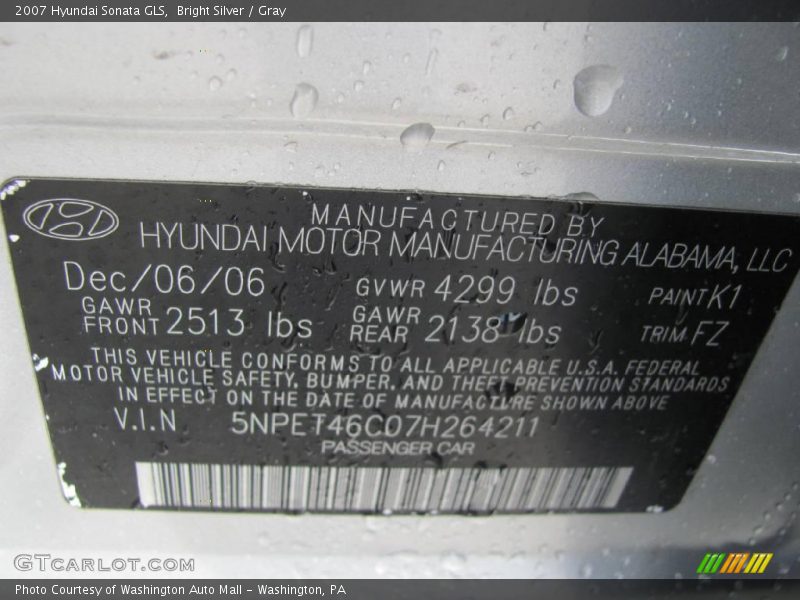 2007 Hyundai Sonata GLS, Bright Silver / Gray
MANUFACTURED BY
HYUNDAI MOTOR MANUFACTURING ALABAMA, LLC
Dec/06/06 GVWR 4299 lbs PAINT K1
GAWR FRONT 2513 lbs GAWR REAR 2138 lbs TRIM FZ
THIS VEHICLE CONFORMS TO ALL APPLICABLE U.S.A. FEDERAL
MOTOR VEHICLE SAFETY, BUMPER, AND THEFT PREVENTION STANDARDS
IN EFFECT ON THE DATE OF MANUFACTURE SHOWN ABOVE
V.I.N 5NPET46C07H264211
PASSENGER CAR
GTCARLOT.COM
Photo Courtesy of Washington Auto Mall - Washington, PA